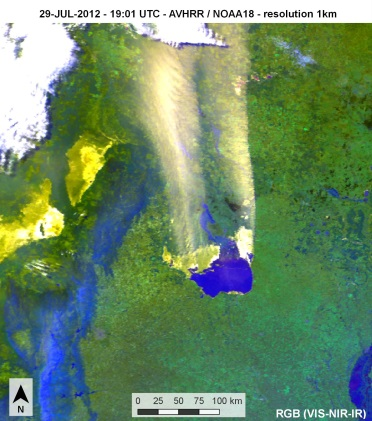 29-JUL-2012 - 19:01 UTC - AVHRR / NOAA18 - resolution 1km
0 25 50 75 100 km
N
RGB (VIS-NIR-IR)